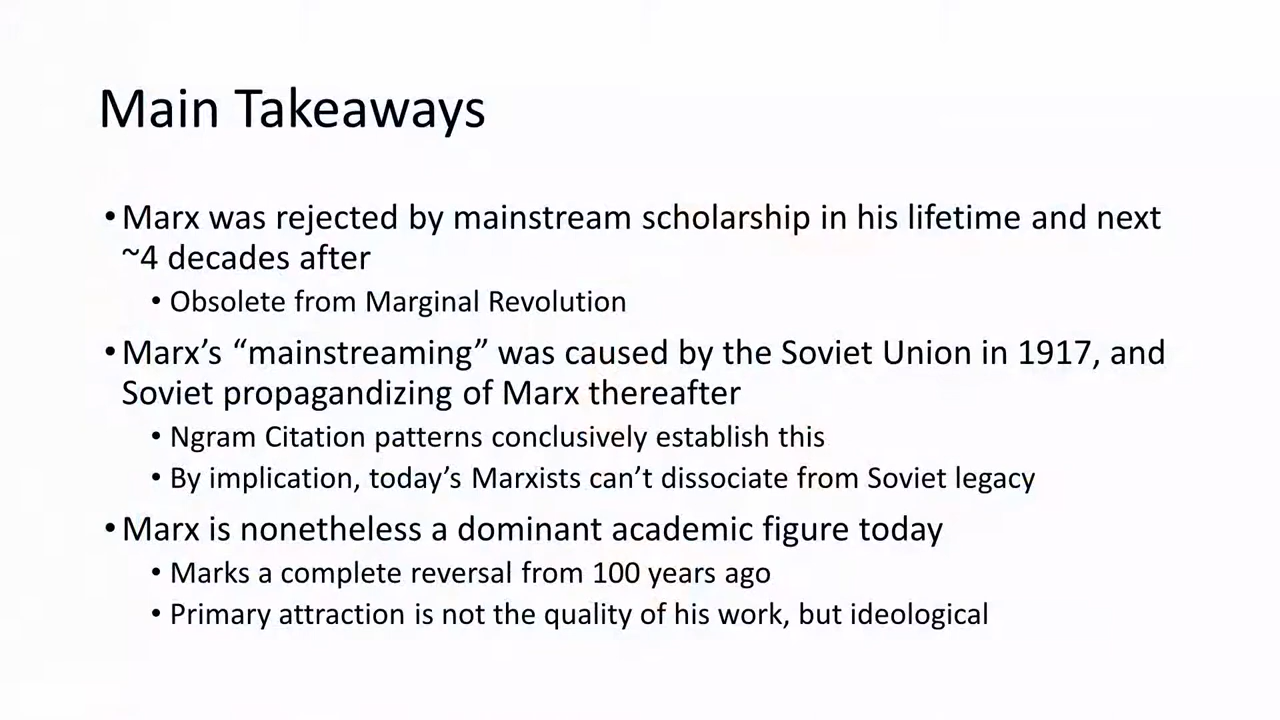 Main Takeaways
•Marx was rejected by mainstream scholarship in his lifetime and next
~4 decades after
• Obsolete from Marginal Revolution
•Marx’s “mainstreaming” was caused by the Soviet Union in 1917, and
Soviet propagandizing of Marx thereafter
• Ngram Citation patterns conclusively establish this
• By implication, today’s Marxists can’t dissociate from Soviet legacy
•Marx is nonetheless a dominant academic figure today
• Marks a complete reversal from 100 years ago
• Primary attraction is not the quality of his work, but ideological